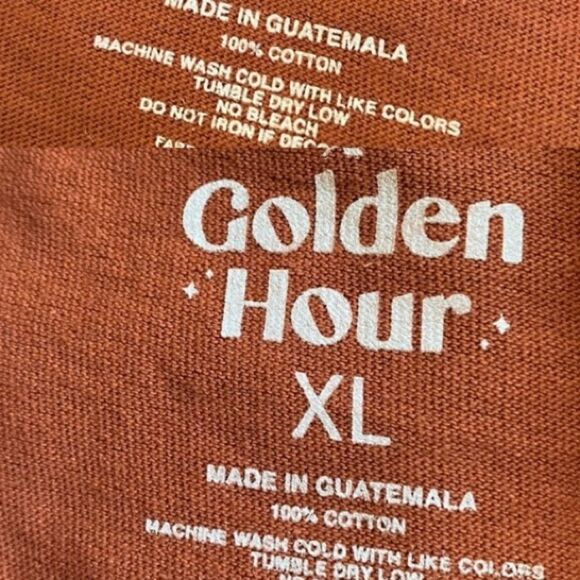 MADE IN GUATEMALA
100% COTTON
MACHINE WASH COLD WITH LIKE COLORS
TUMBLE DRY LOW
NO BLEACH
DO NOT IRON IF
Golden
Hour
XL
MADE IN GUATEMALA
100% COTTON
MACHINE WASH COLD WITH LIKE COLORS
TUMBLE DRY LOW